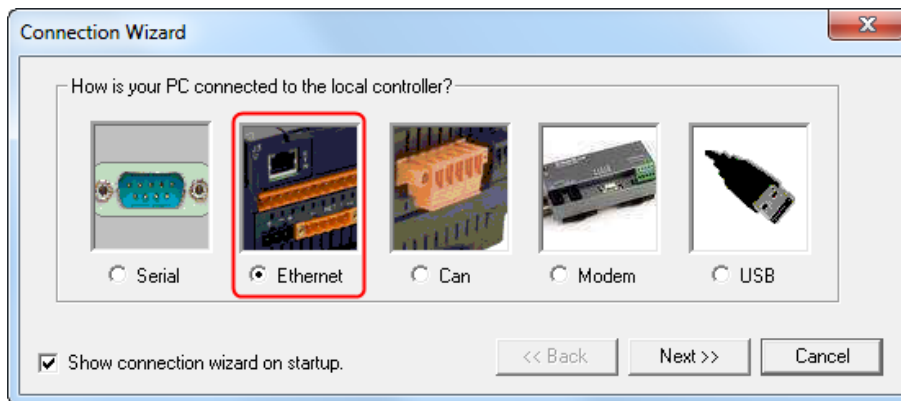 Connection Wizard
How is your PC connected to the local controller?
Serial
Ethernet
Can
Modem
USB
Show connection wizard on startup.
<< Back
Next >>
Cancel